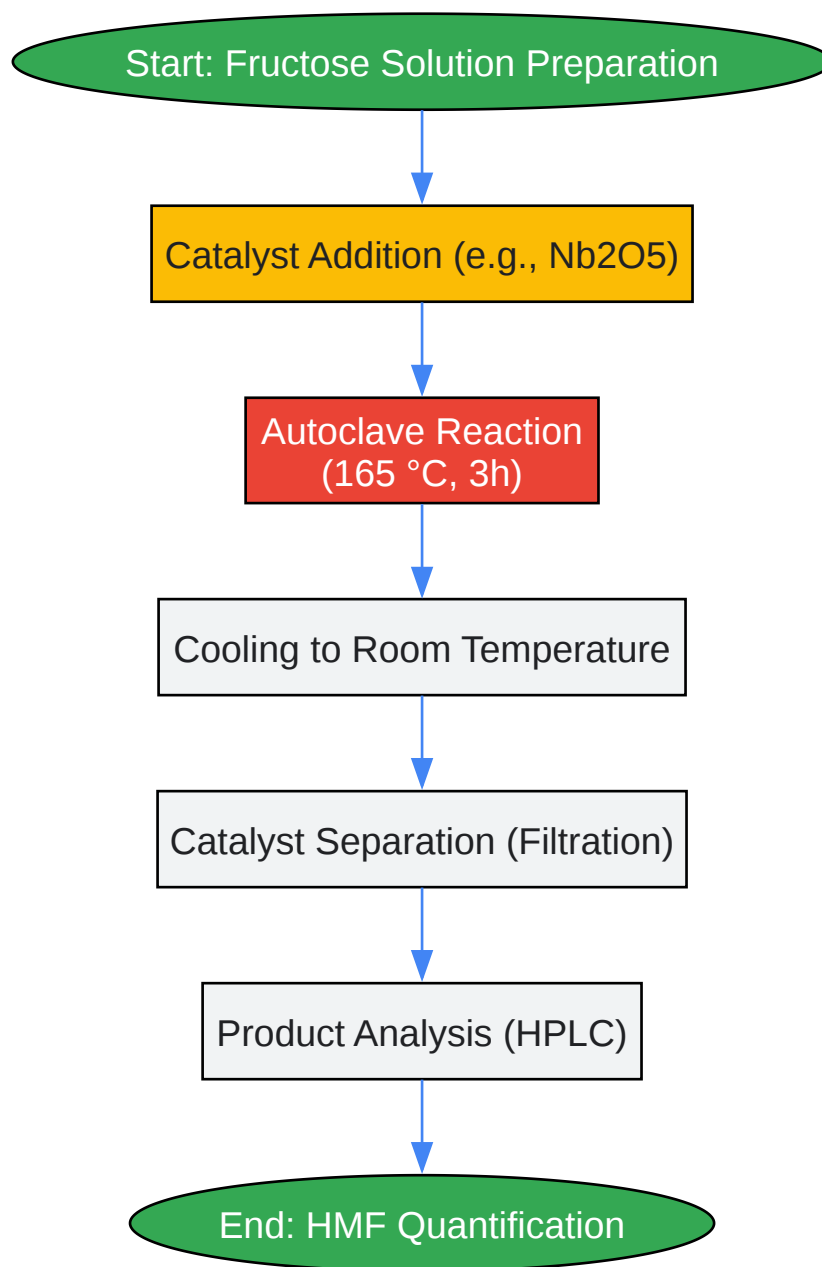 Start: Fructose Solution Preparation
Catalyst Addition (e.g., Nb2O5)
Autoclave Reaction
(165 °C, 3h)
Cooling to Room Temperature
Catalyst Separation (Filtration)
Product Analysis (HPLC)
End: HMF Quantification